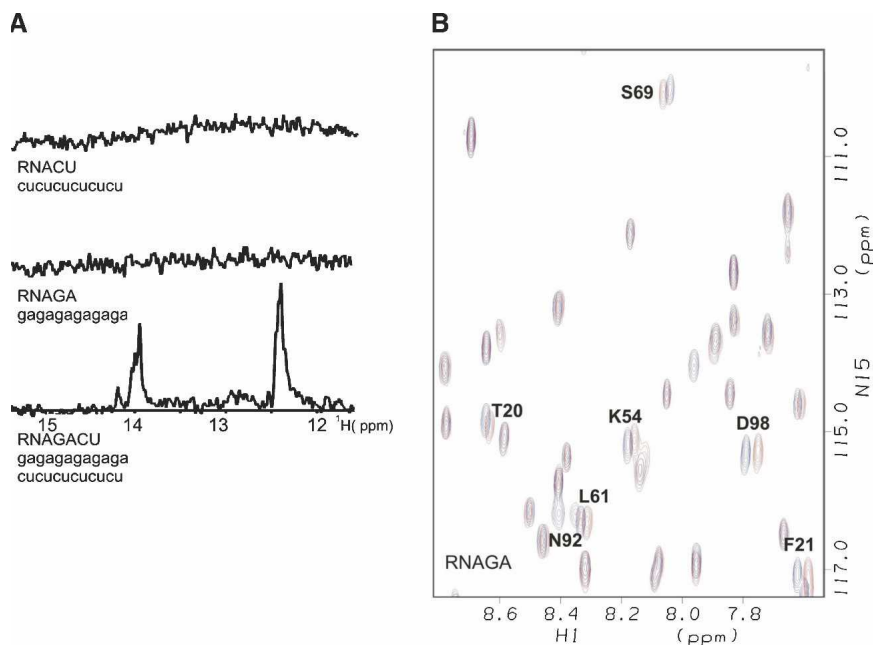 A
RNACU
cucucucucucu
RNAGA
gagagagagaga
15 14 13 12 ¹H( ppm)
RNAGACU
gagagagagaga
cucucucucucu
B
S69
T20
K54
D98
L61
N92
F21
RNAGA
111.0
113.0
115.0
117.0
N15 (ppm)
8.6 8.4 8.2 8.0 7.8
H1 (ppm)